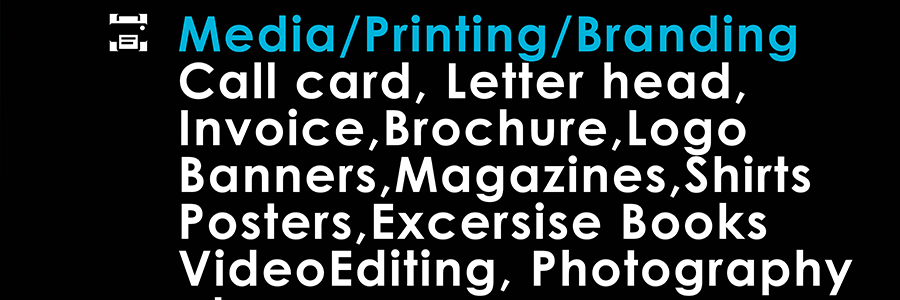 Media/Printing/Branding
Call card, Letter head,
Invoice,Brochure,Logo
Banners,Magazines,Shirts
Posters,Excersise Books
VideoEditing, Photography